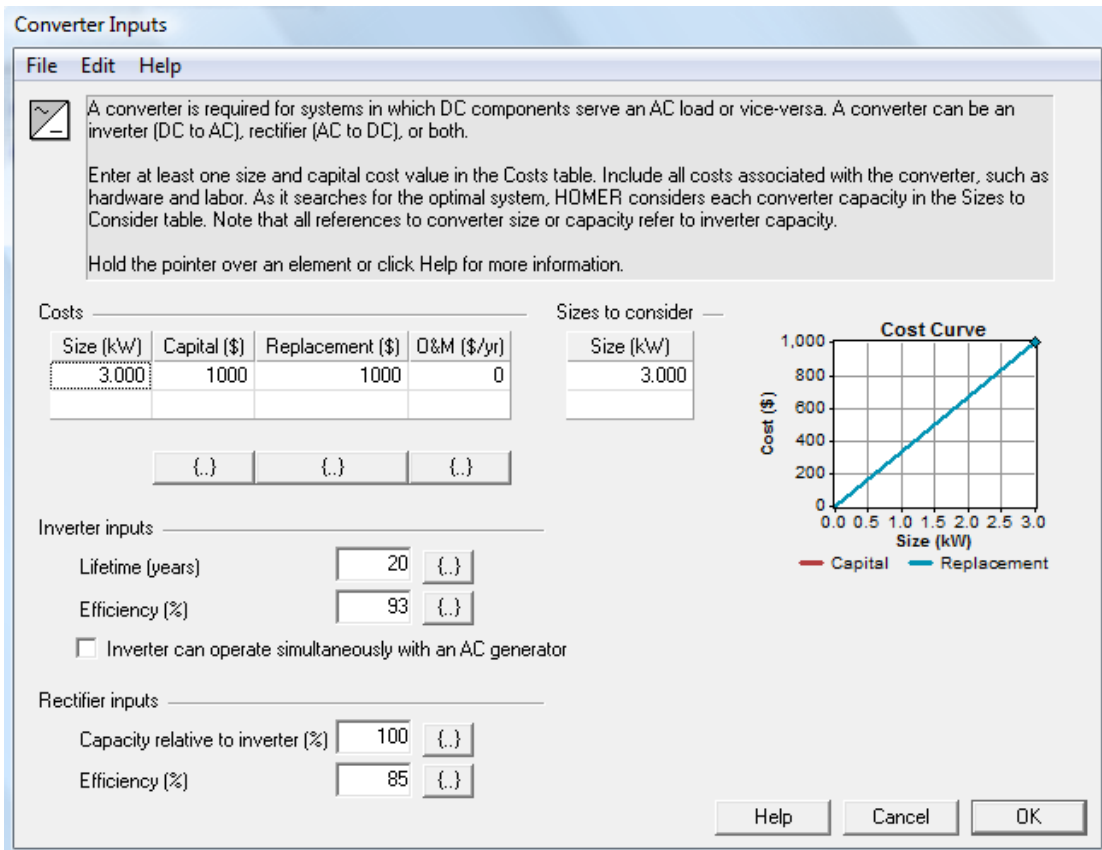 Converter Inputs
File Edit Help
A converter is required for systems in which DC components serve an AC load or vice-versa. A converter can be an
inverter (DC to AC), rectifier (AC to DC), or both.
Enter at least one size and capital cost value in the Costs table. Include all costs associated with the converter, such as
hardware and labor. As it searches for the optimal system, HOMER considers each converter capacity in the Sizes to
Consider table. Note that all references to converter size or capacity refer to inverter capacity.
Hold the pointer over an element or click Help for more information.
Costs
Size (kW) Capital ($) Replacement ($) O&M ($/yr)
3.000 1000 1000 0
{..} {..} {..}
Sizes to consider
Size (kW)
3.000
Cost Curve
1,000
800
600
400
200
0
Cost ($)
0.0 0.5 1.0 1.5 2.0 2.5 3.0
Size (kW)
Capital Replacement
Inverter inputs
Lifetime (years) 20 {..}
Efficiency (%) 93 {..}
Inverter can operate simultaneously with an AC generator
Rectifier inputs
Capacity relative to inverter (%) 100 {..}
Efficiency (%) 85 {..}
Help Cancel OK